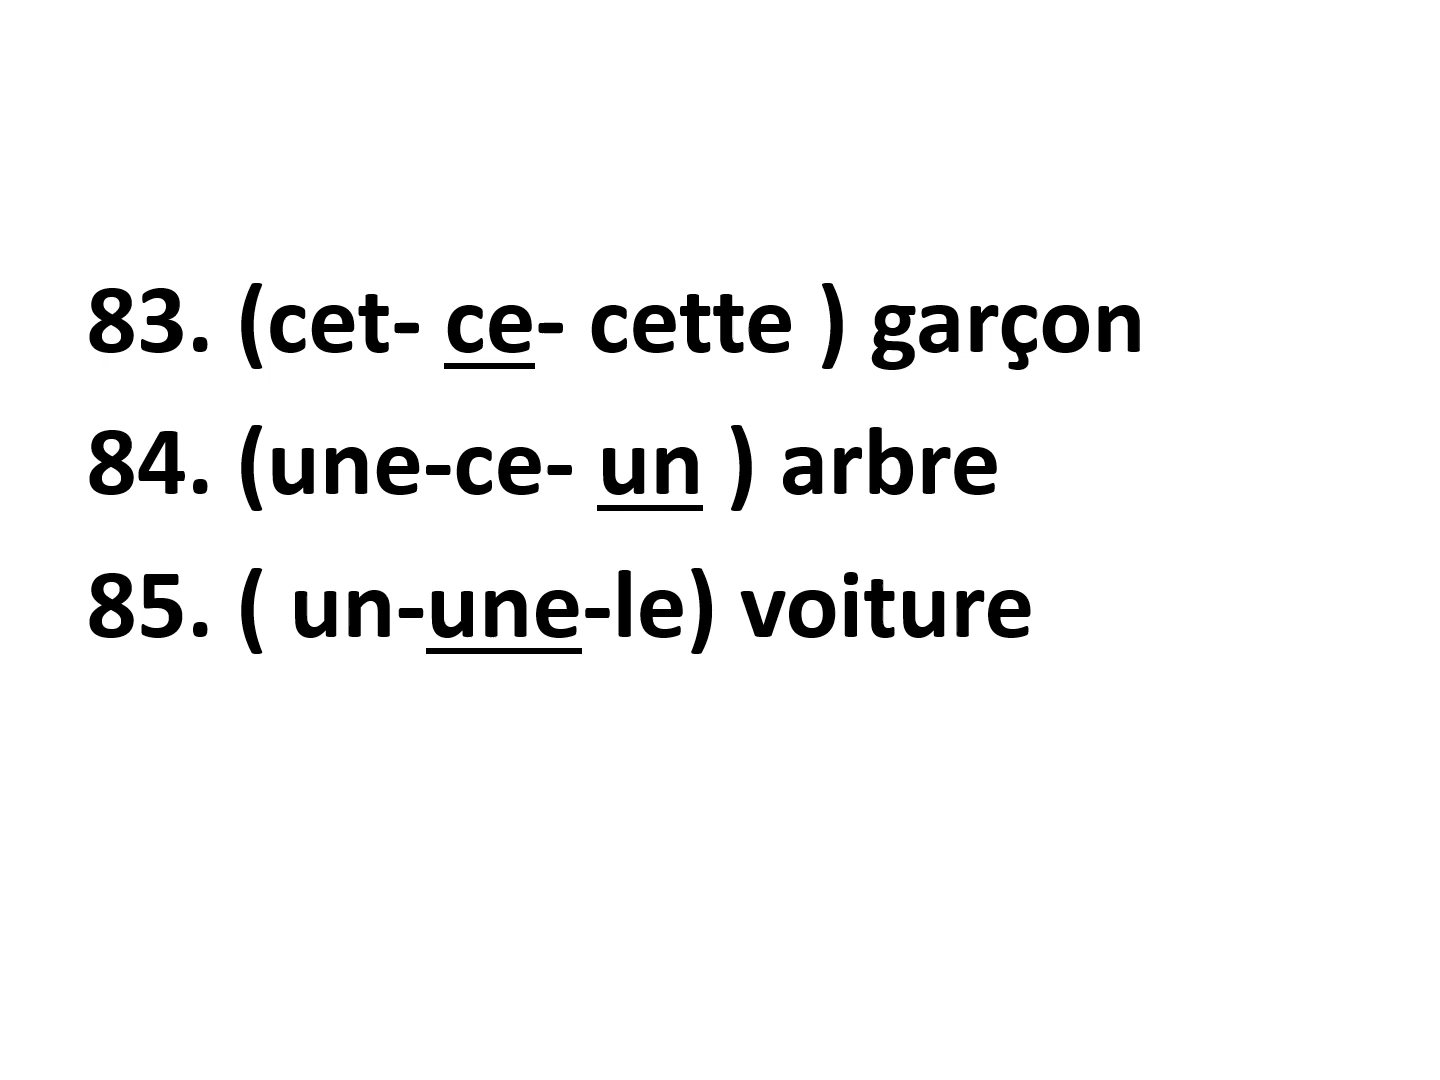 83. (cet- ce- cette ) garçon
84. (une-ce- un ) arbre
85. ( un-une-le) voiture